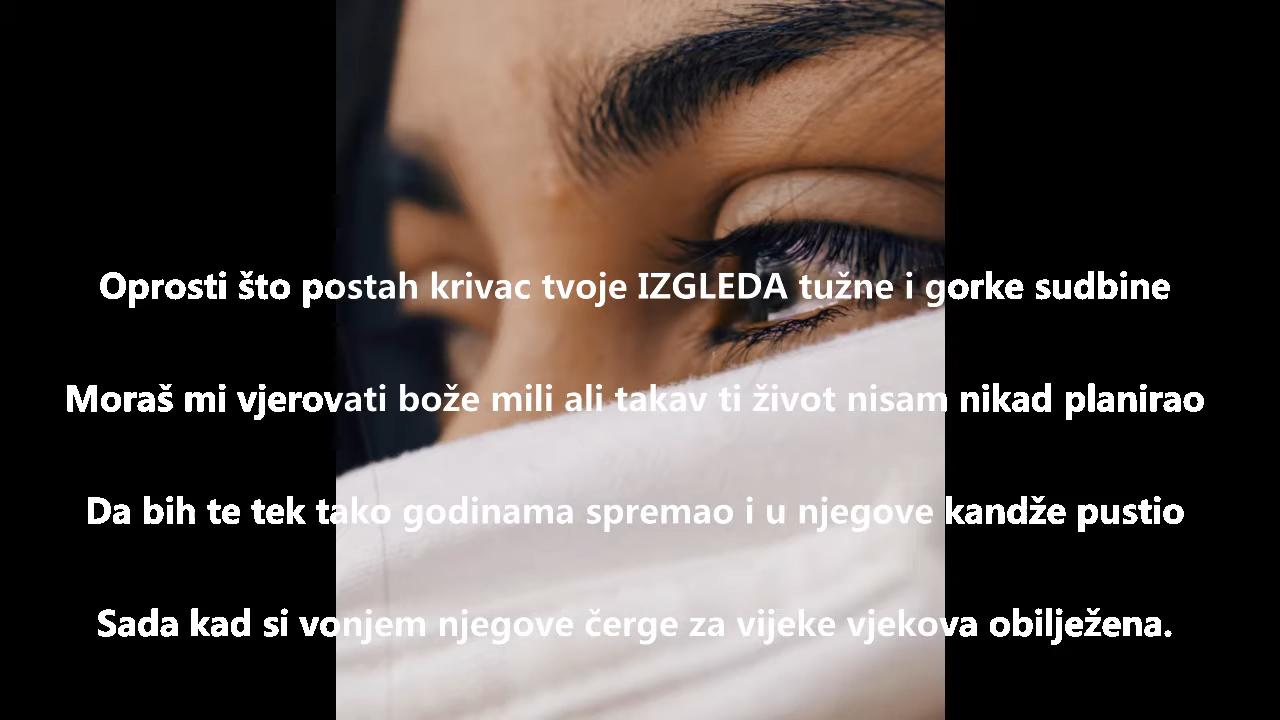 Oprosti što postah krivac tvoje IZGLEDA tužne i gorke sudbine
Moraš mi vjerovati bože mili ali takav ti život nisam nikad planirao
Da bih te tek tako godinama spremao i u njegove kandže pustio
Sada kad si vonjem njegove čerge za vijeke vjekova obilježena.